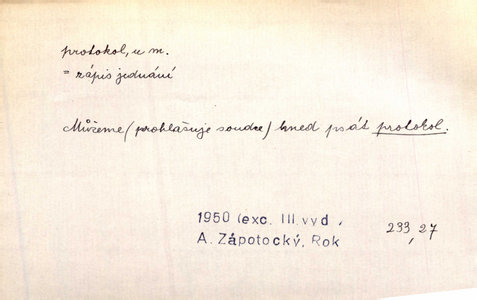 protokol, u m.
= zápis jednání
Můžeme (prohlašuje soudce) hned psát protokol.
1950 (exc. III. vyd.
A. Zápotocký, Rok
233, 27